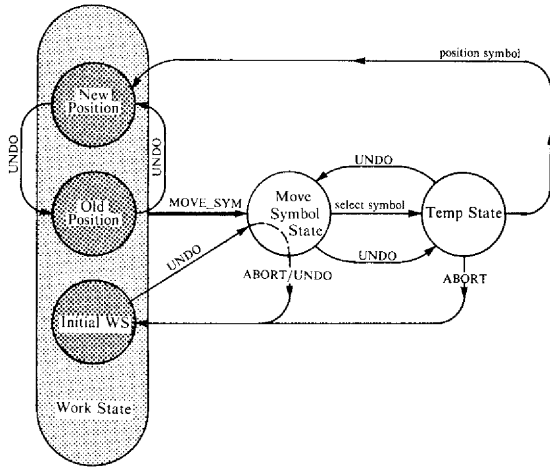 position symbol
New
Position
UNDO
UNDO
Old
Position
MOVE_SYM
Move
Symbol
State
UNDO
select symbol
Temp State
UNDO
UNDO
ABORT/UNDO
ABORT
Initial WS
Work State